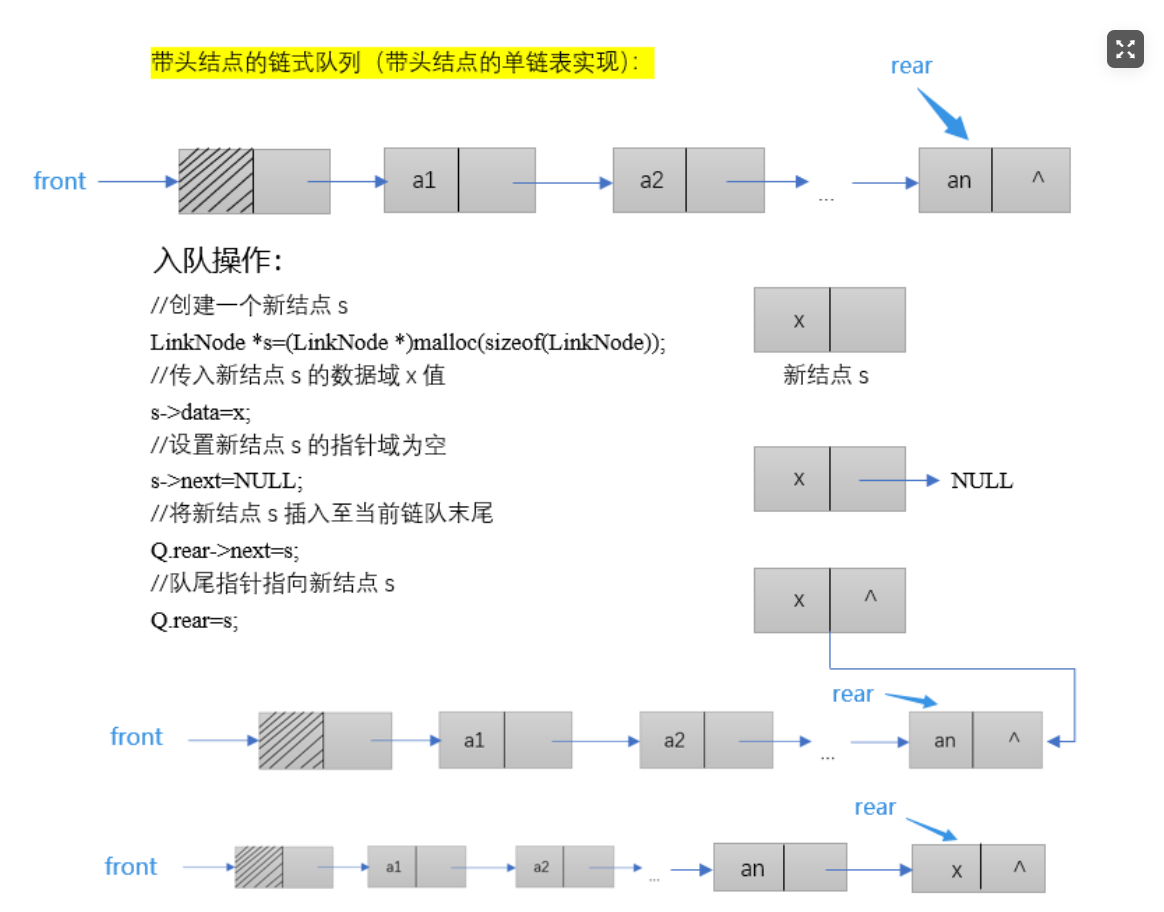 带头结点的链式队列（带头结点的单链表实现）：
rear
front
a1
a2
...
an
^
入队操作：
//创建一个新结点 s
LinkNode *s=(LinkNode *)malloc(sizeof(LinkNode));
//传入新结点 s 的数据域 x 值
s->data=x;
//设置新结点 s 的指针域为空
s->next=NULL;
//将新结点 s 插入至当前链队末尾
Q.rear->next=s;
//队尾指针指向新结点 s
Q.rear=s;
x
新结点 s
x
NULL
x ^
rear
front
a1
a2
...
an
^
rear
front
a1
a2
...
an
x
^